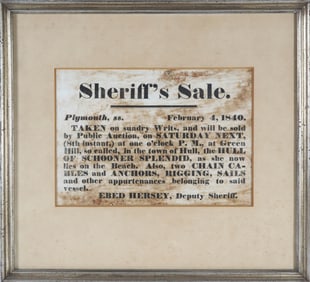 Sheriff's Sale.
Plymouth, ss. February 4, 1840.
TAKEN on sundry Writs, and will be sold
by Public Auction, on SATURDAY NEXT,
(8th instant,) at one o'clock P. M., at Green
Hill, so called, in the town of Hull, the HULL
OF SCHOONER SPLENDID, as she now
lies on the Beach. Also, two CHAIN CA-
BLES and ANCHORS, RIGGING, SAILS
and other appurtenances belonging to said
vessel.
EBED HERSEY, Deputy Sheriff.